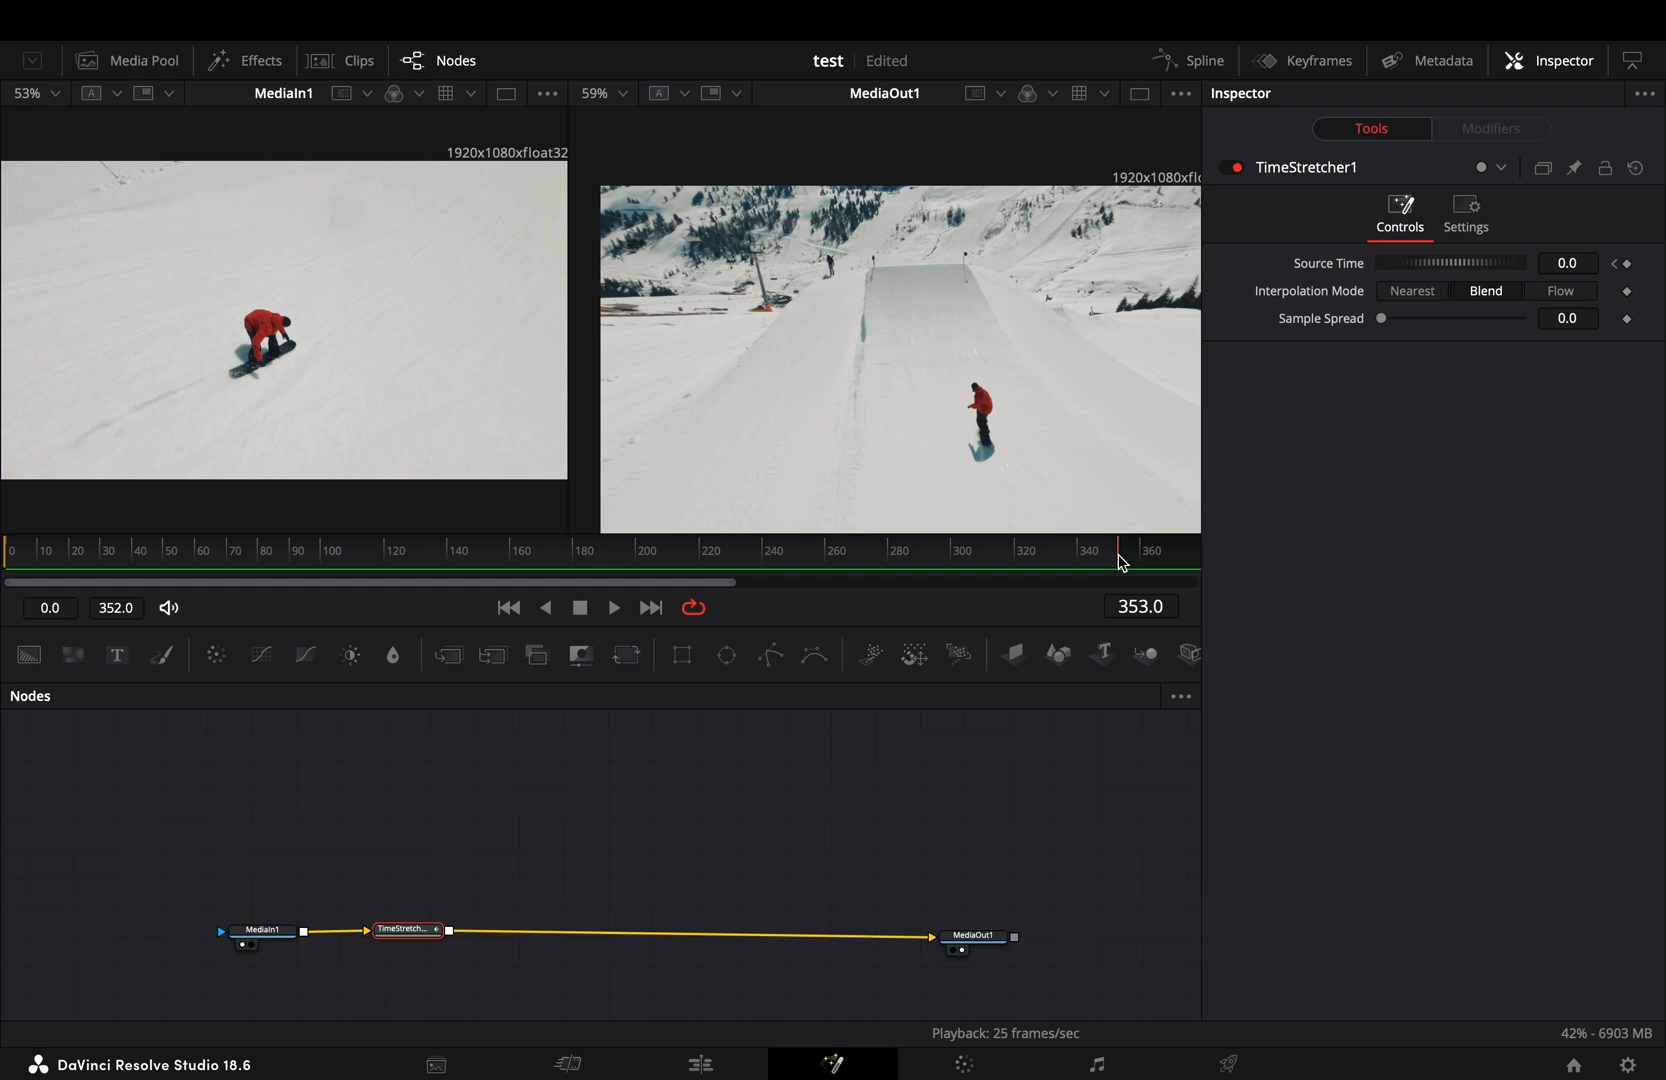 Media Pool Effects Clips Nodes test Edited Spline Keyframes Metadata Inspector
53% A MediaIn1 59% A MediaOut1 Inspector
Tools Modifiers
1920x1080xfloat32
1920x1080xflo
TimeStretcher1
Controls Settings
Source Time 0.0
Interpolation Mode Nearest Blend Flow
Sample Spread 0.0
0 10 20 30 40 50 60 70 80 90 100 120 140 160 180 200 220 240 260 280 300 320 340 360
0.0 352.0 353.0
T T
Nodes
MediaIn1 TimeStretch... MediaOut1
Playback: 25 frames/sec 42% - 6903 MB
DaVinci Resolve Studio 18.6